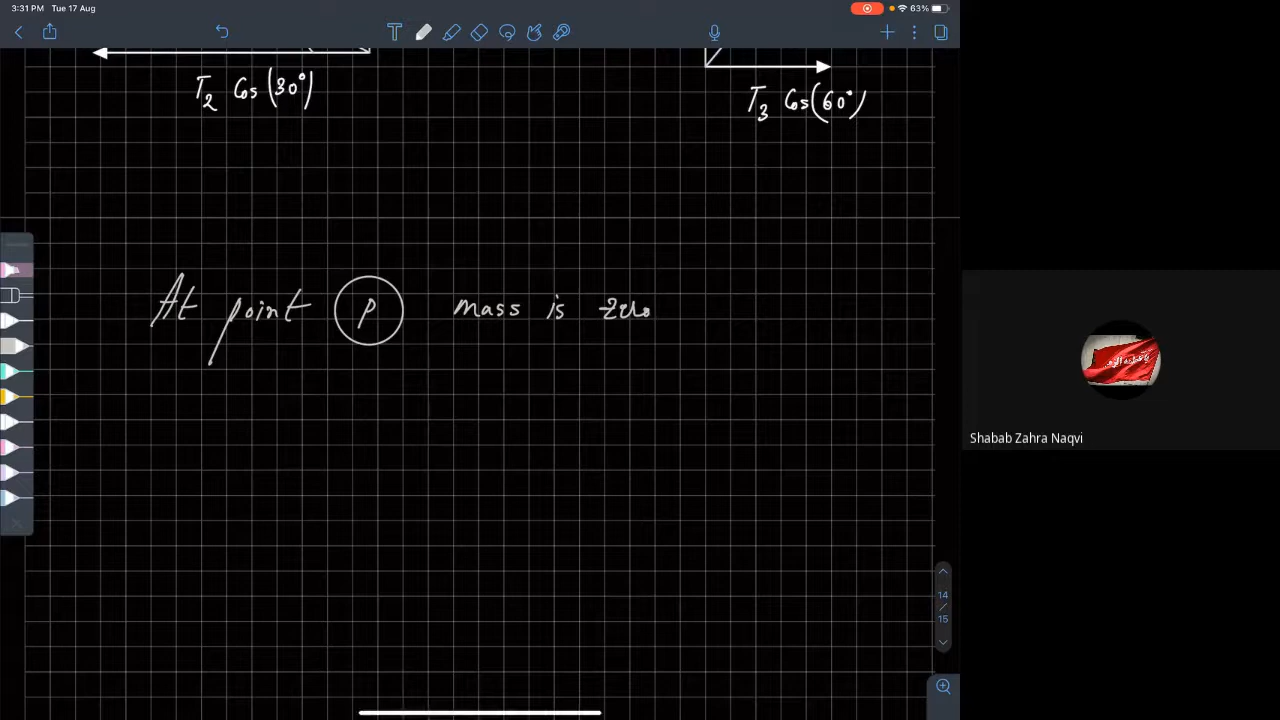 3:31 PM Tue 17 Aug
63%
T2 Cos(30°)
T3 Cos(60°)
At point P mass is zero
Shabab Zahra Naqvi
14
/
15